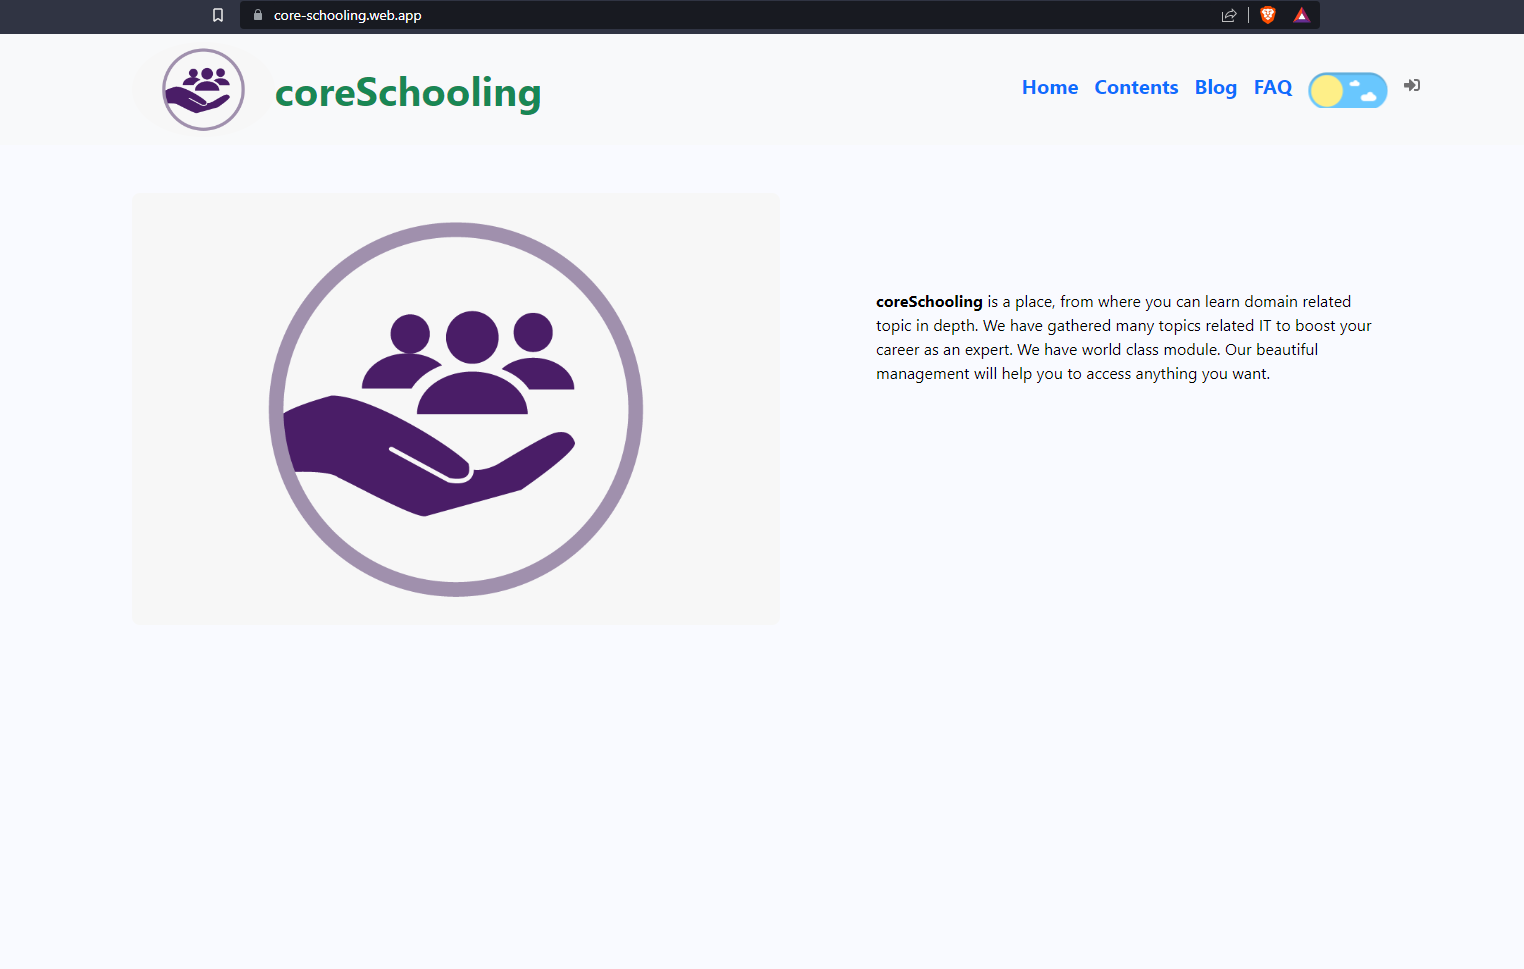 core-schooling.web.app
coreSchooling
Home Contents Blog FAQ
coreSchooling is a place, from where you can learn domain related
topic in depth. We have gathered many topics related IT to boost your
career as an expert. We have world class module. Our beautiful
management will help you to access anything you want.